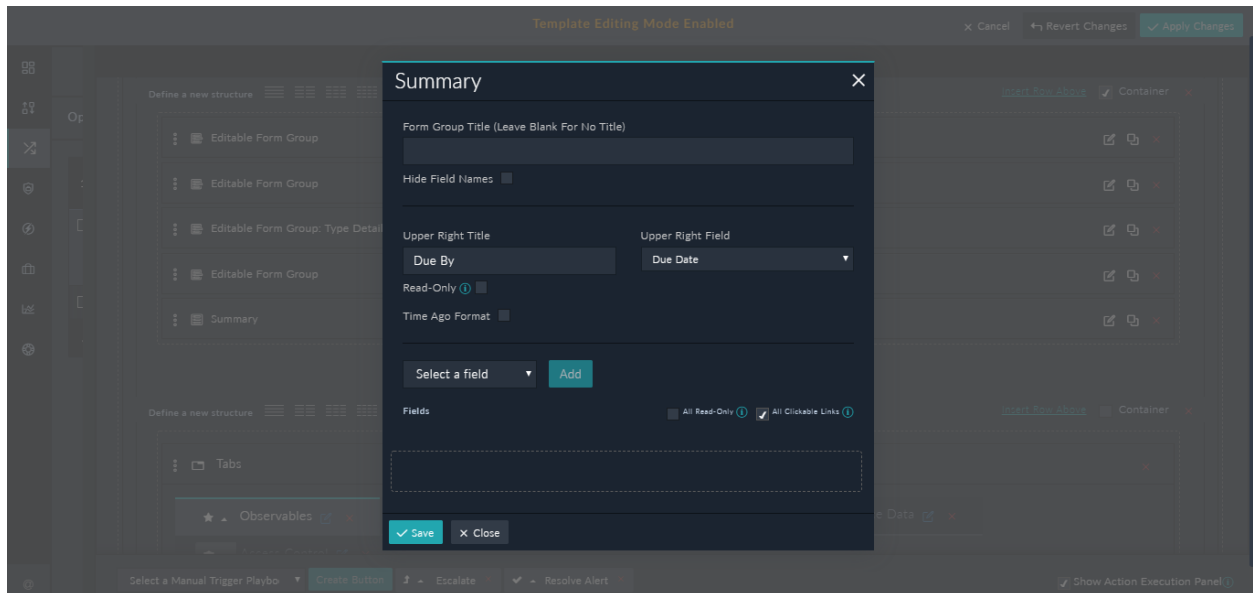 Template Editing Mode Enabled
Cancel
Revert Changes
Apply Changes
Define a new structure
Insert Row Above
Container
Editable Form Group
Editable Form Group
Editable Form Group: Type Detail
Editable Form Group
Summary
Summary
Form Group Title (Leave Blank For No Title)
Hide Field Names
Upper Right Title
Upper Right Field
Due By
Due Date
Read-Only
Time Ago Format
Select a field
Add
Fields
All Read-Only
All Clickable Links
Save
Close
Define a new structure
Insert Row Above
Container
Tabs
Observables
Data
Select a Manual Trigger Playbo
Create Button
Escalate
Resolve Alert
Show Action Execution Panel